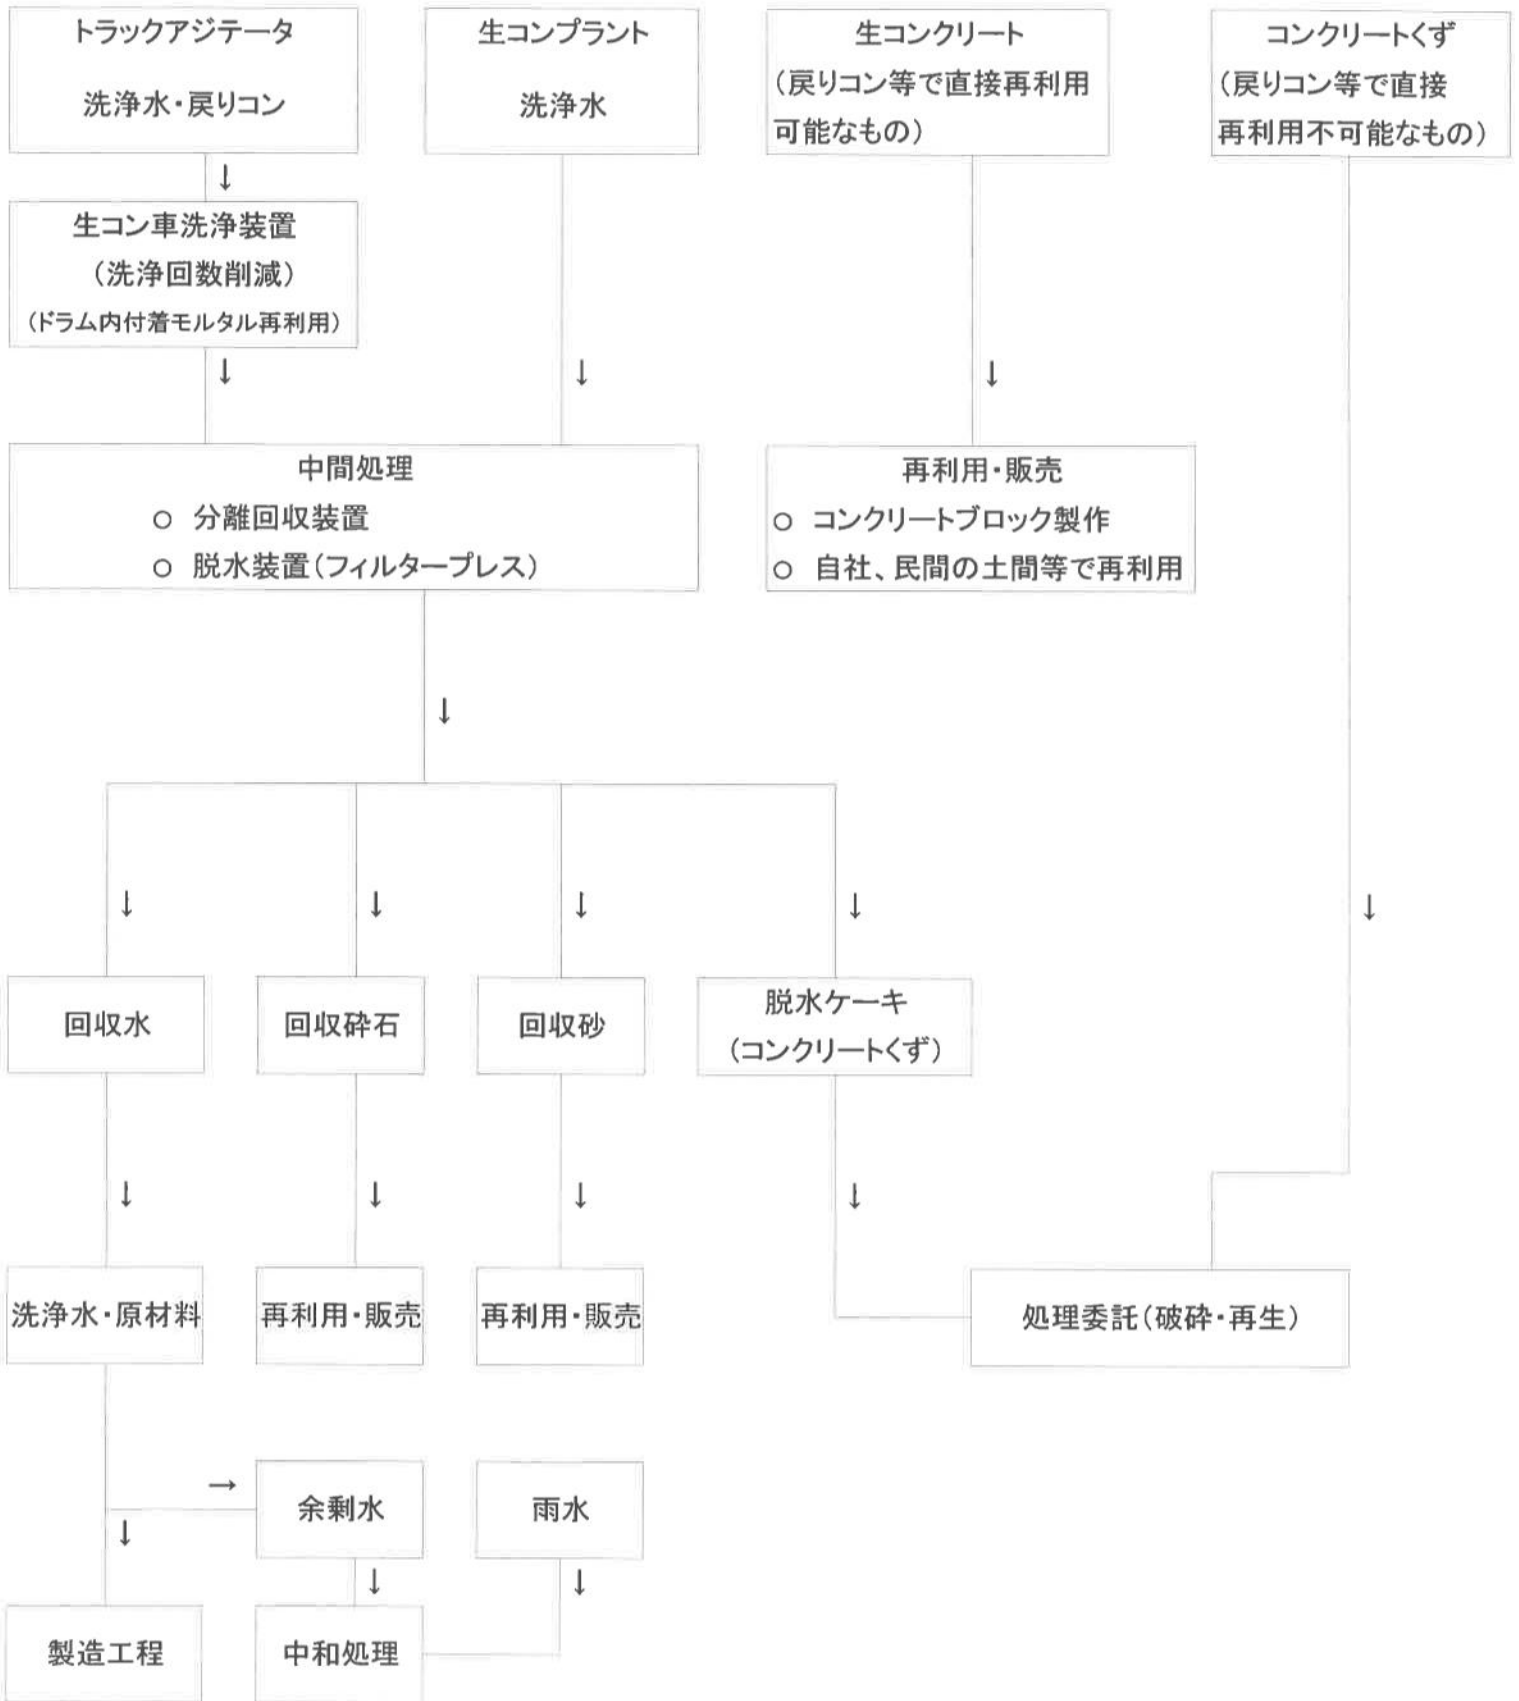 トラックアジテータ
洗浄水・戻りコン
生コンプラント
洗浄水
生コンクリート
(戻りコン等で直接再利用
可能なもの)
コンクリートくず
(戻りコン等で直接
再利用不可能なもの)
↓
生コン車洗浄装置
(洗浄回数削減)
(ドラム内付着モルタル再利用)
↓
↓
↓
中間処理
○ 分離回収装置
○ 脱水装置(フィルタープレス)
再利用・販売
○ コンクリートブロック製作
○ 自社、民間の土間等で再利用
↓
↓
↓
↓
↓
↓
回収水
回収砕石
回収砂
脱水ケーキ
(コンクリートくず)
↓
↓
↓
↓
洗浄水・原材料
再利用・販売
再利用・販売
処理委託(破砕・再生)
→
余剰水
雨水
↓
↓
↓
製造工程
中和処理